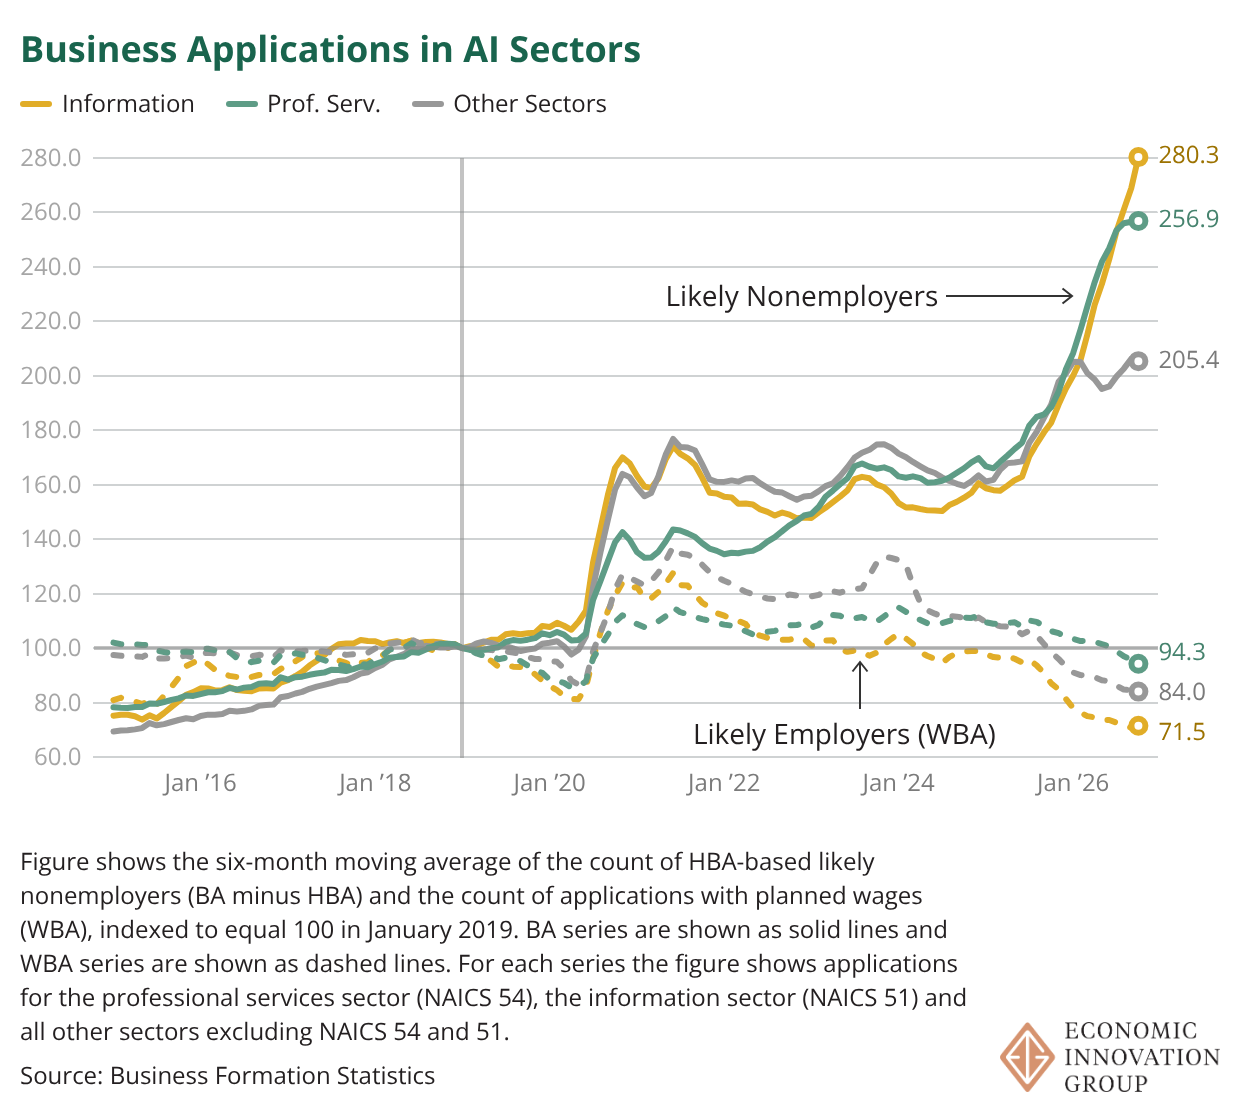 Business Applications in AI Sectors
Information Prof. Serv. Other Sectors
280.0
260.0
240.0
220.0
200.0
180.0
160.0
140.0
120.0
100.0
80.0
60.0
280.3
256.9
Likely Nonemployers
205.4
94.3
84.0
71.5
Likely Employers (WBA)
Jan ’16 Jan ’18 Jan ’20 Jan ’22 Jan ’24 Jan ’26
Figure shows the six-month moving average of the count of HBA-based likely
nonemployers (BA minus HBA) and the count of applications with planned wages
(WBA), indexed to equal 100 in January 2019. BA series are shown as solid lines and
WBA series are shown as dashed lines. For each series the figure shows applications
for the professional services sector (NAICS 54), the information sector (NAICS 51) and
all other sectors excluding NAICS 54 and 51.
Source: Business Formation Statistics
EIG
ECONOMIC
INNOVATION
GROUP